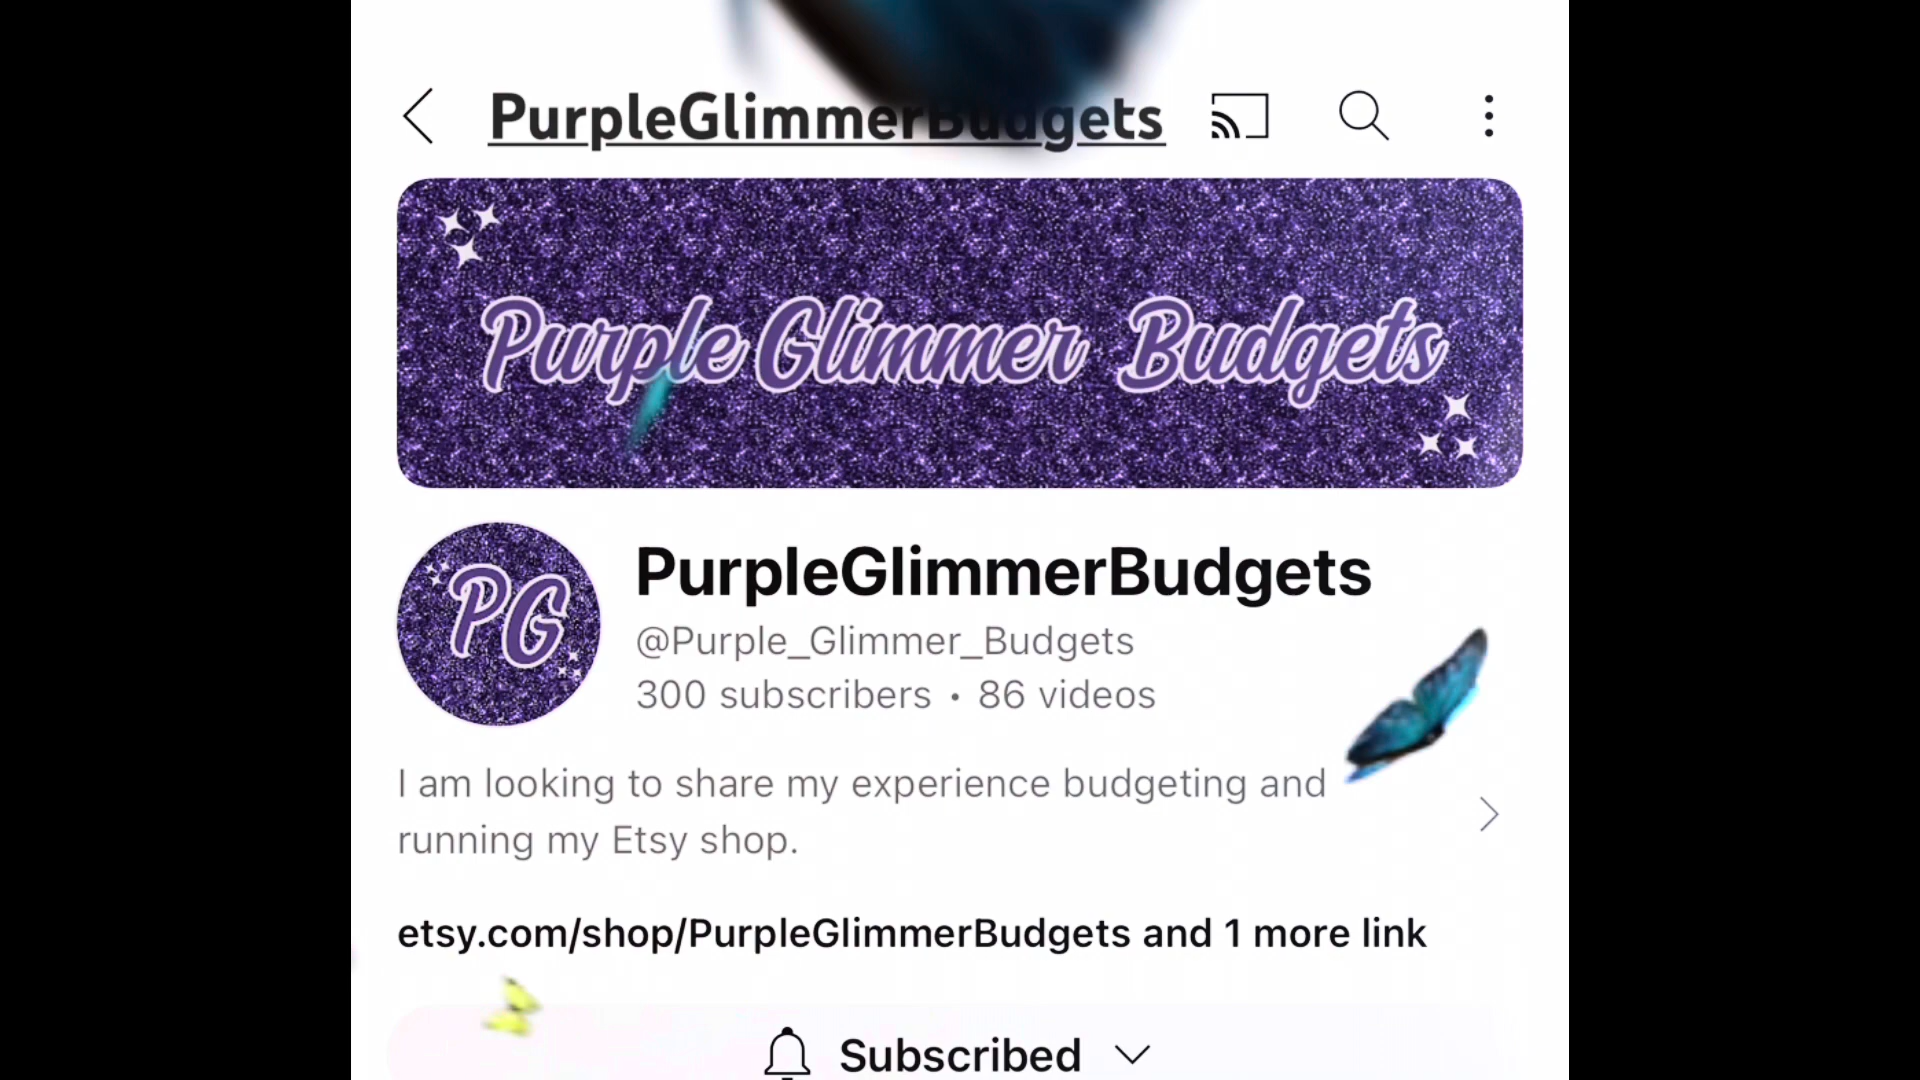 PurpleGlimmerBudgets
Purple Glimmer Budgets
PG
PurpleGlimmerBudgets
@Purple_Glimmer_Budgets
300 subscribers • 86 videos
I am looking to share my experience budgeting and
running my Etsy shop.
etsy.com/shop/PurpleGlimmerBudgets and 1 more link
Subscribed